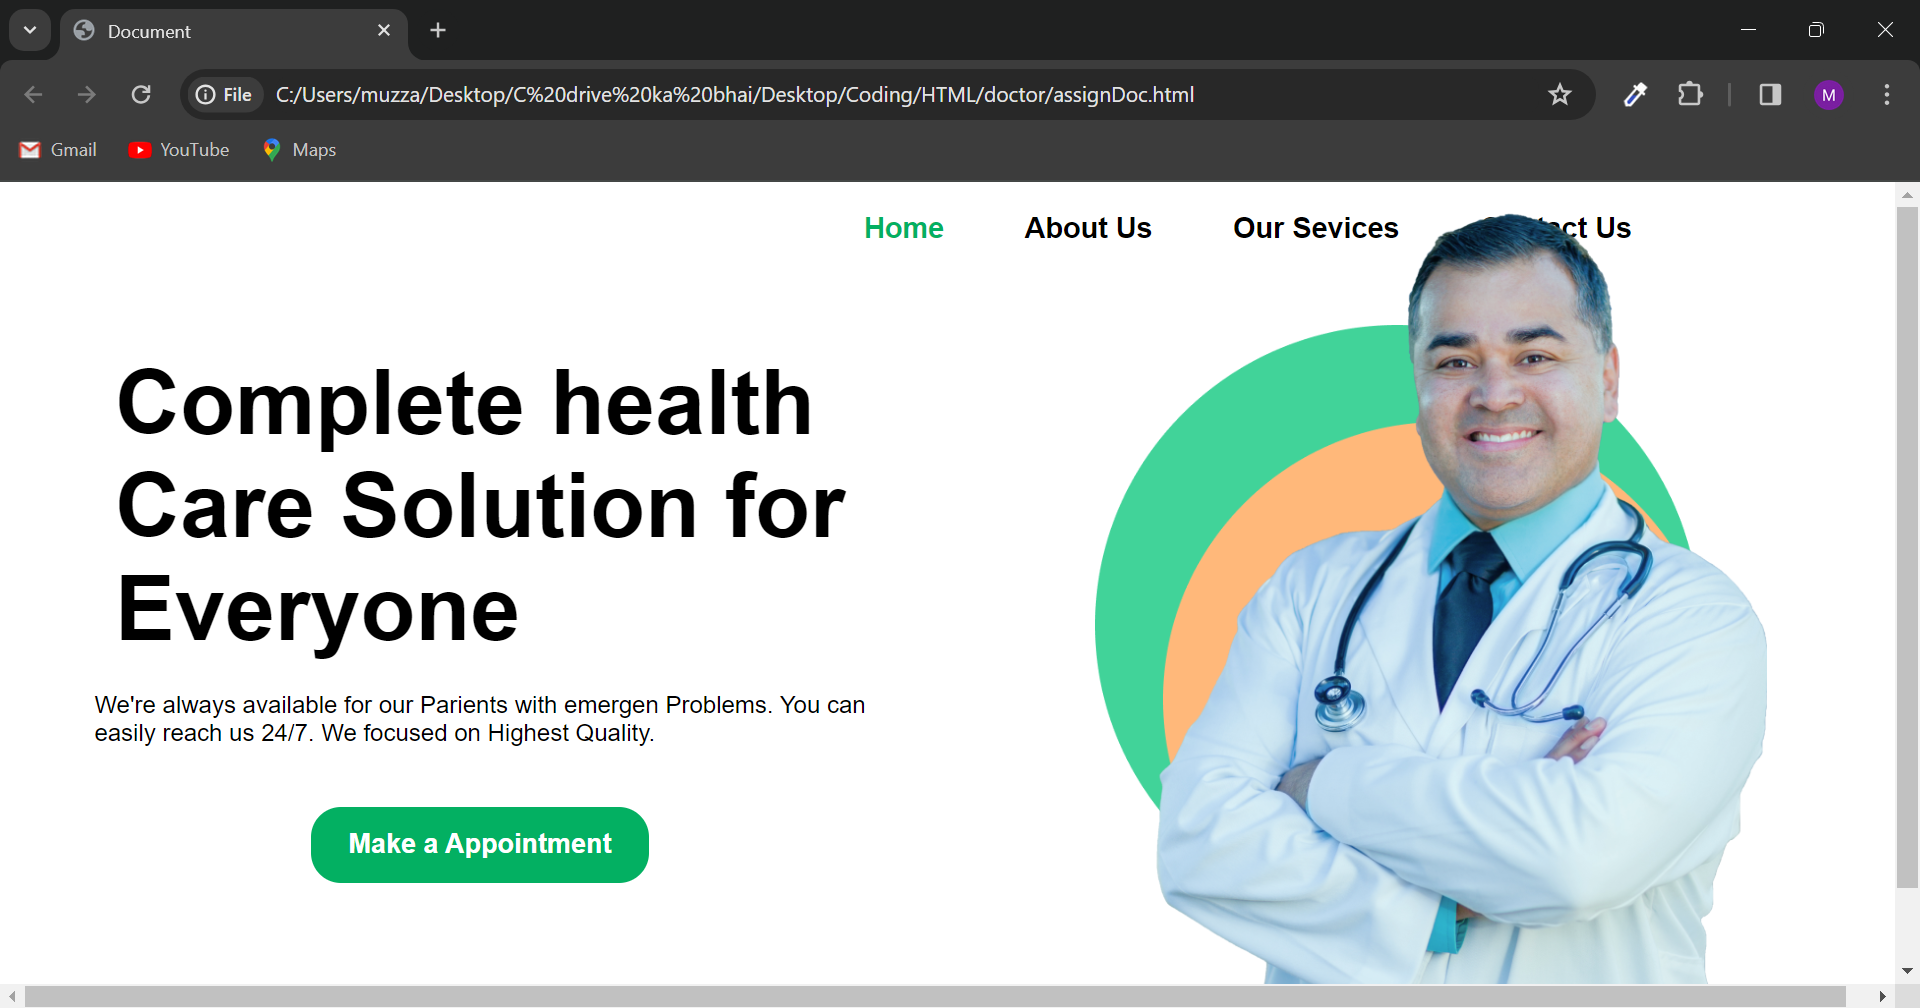 Document
File C:/Users/muzza/Desktop/C%20drive%20ka%20bhai/Desktop/Coding/HTML/doctor/assignDoc.html
M
Gmail YouTube Maps
Home About Us Our Sevices ct Us
Complete health
Care Solution for
Everyone
We're always available for our Parients with emergen Problems. You can
easily reach us 24/7. We focused on Highest Quality.
Make a Appointment